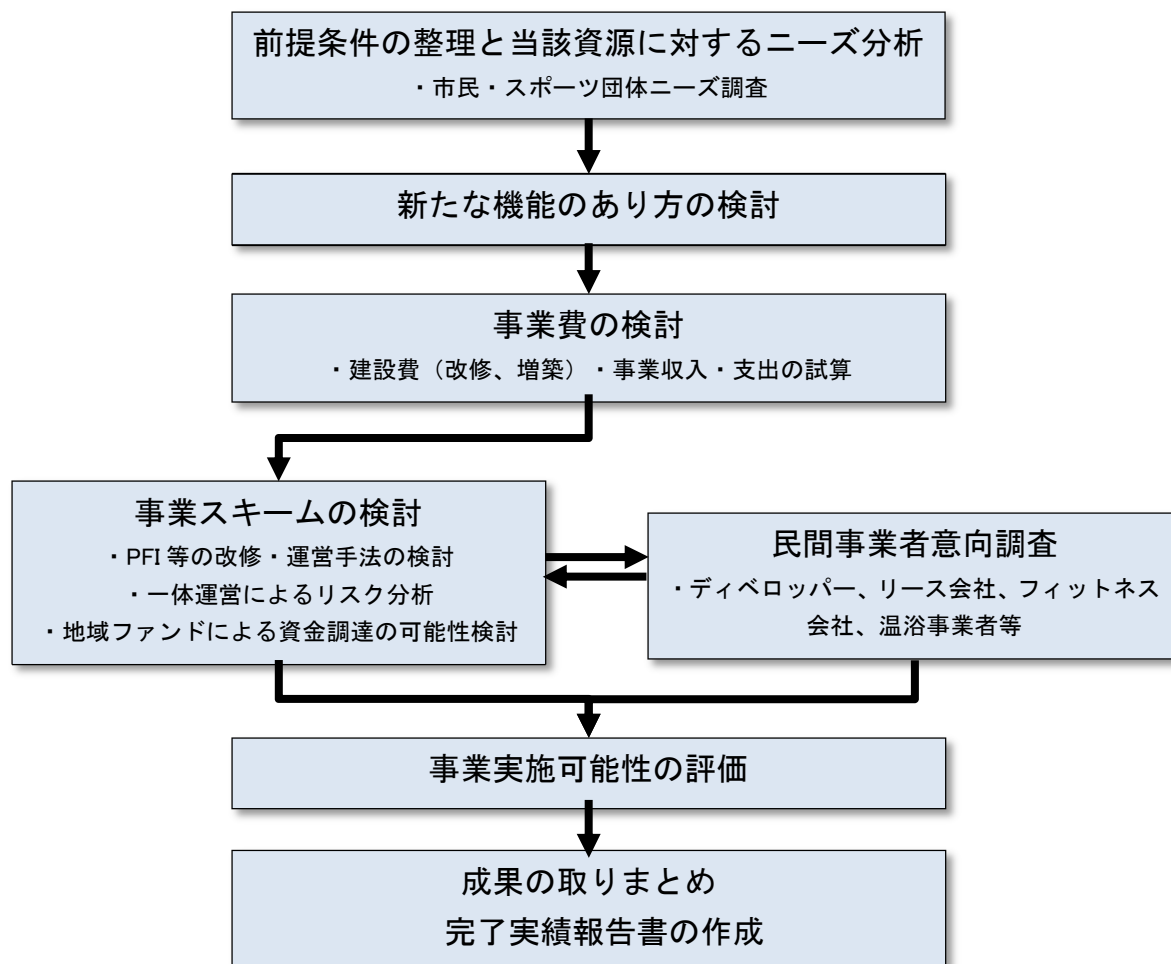 前提条件の整理と当該資源に対するニーズ分析
・市民・スポーツ団体ニーズ調査
新たな機能のあり方の検討
事業費の検討
・建設費（改修、増築）・事業収入・支出の試算
事業スキームの検討
・PFI 等の改修・運営手法の検討
・一体運営によるリスク分析
・地域ファンドによる資金調達の可能性検討
民間事業者意向調査
・ディベロッパー、リース会社、フィットネス
会社、温浴事業者等
事業実施可能性の評価
成果の取りまとめ
完了実績報告書の作成